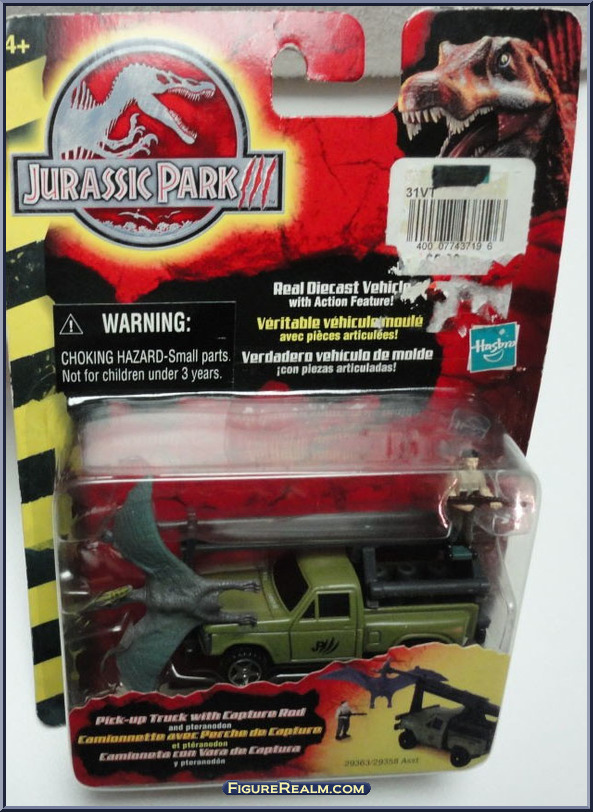 4+
JURASSIC PARK III
™
31VT
400 07743719 6
Real Diecast Vehicle
with Action Feature!
Véritable véhicule moulé
avec pièces articulées!
Verdadero vehículo de molde
¡con piezas articuladas!
WARNING:
CHOKING HAZARD-Small parts.
Not for children under 3 years.
Hasbro
JP
Pick-up Truck with Capture Rod
and pteranodon
Camionnette avec Perche de Capture
et ptéranodon
Camioneta con Vara de Captura
y pteranodón
29363/29358 Asst
FIGUREREALM.COM